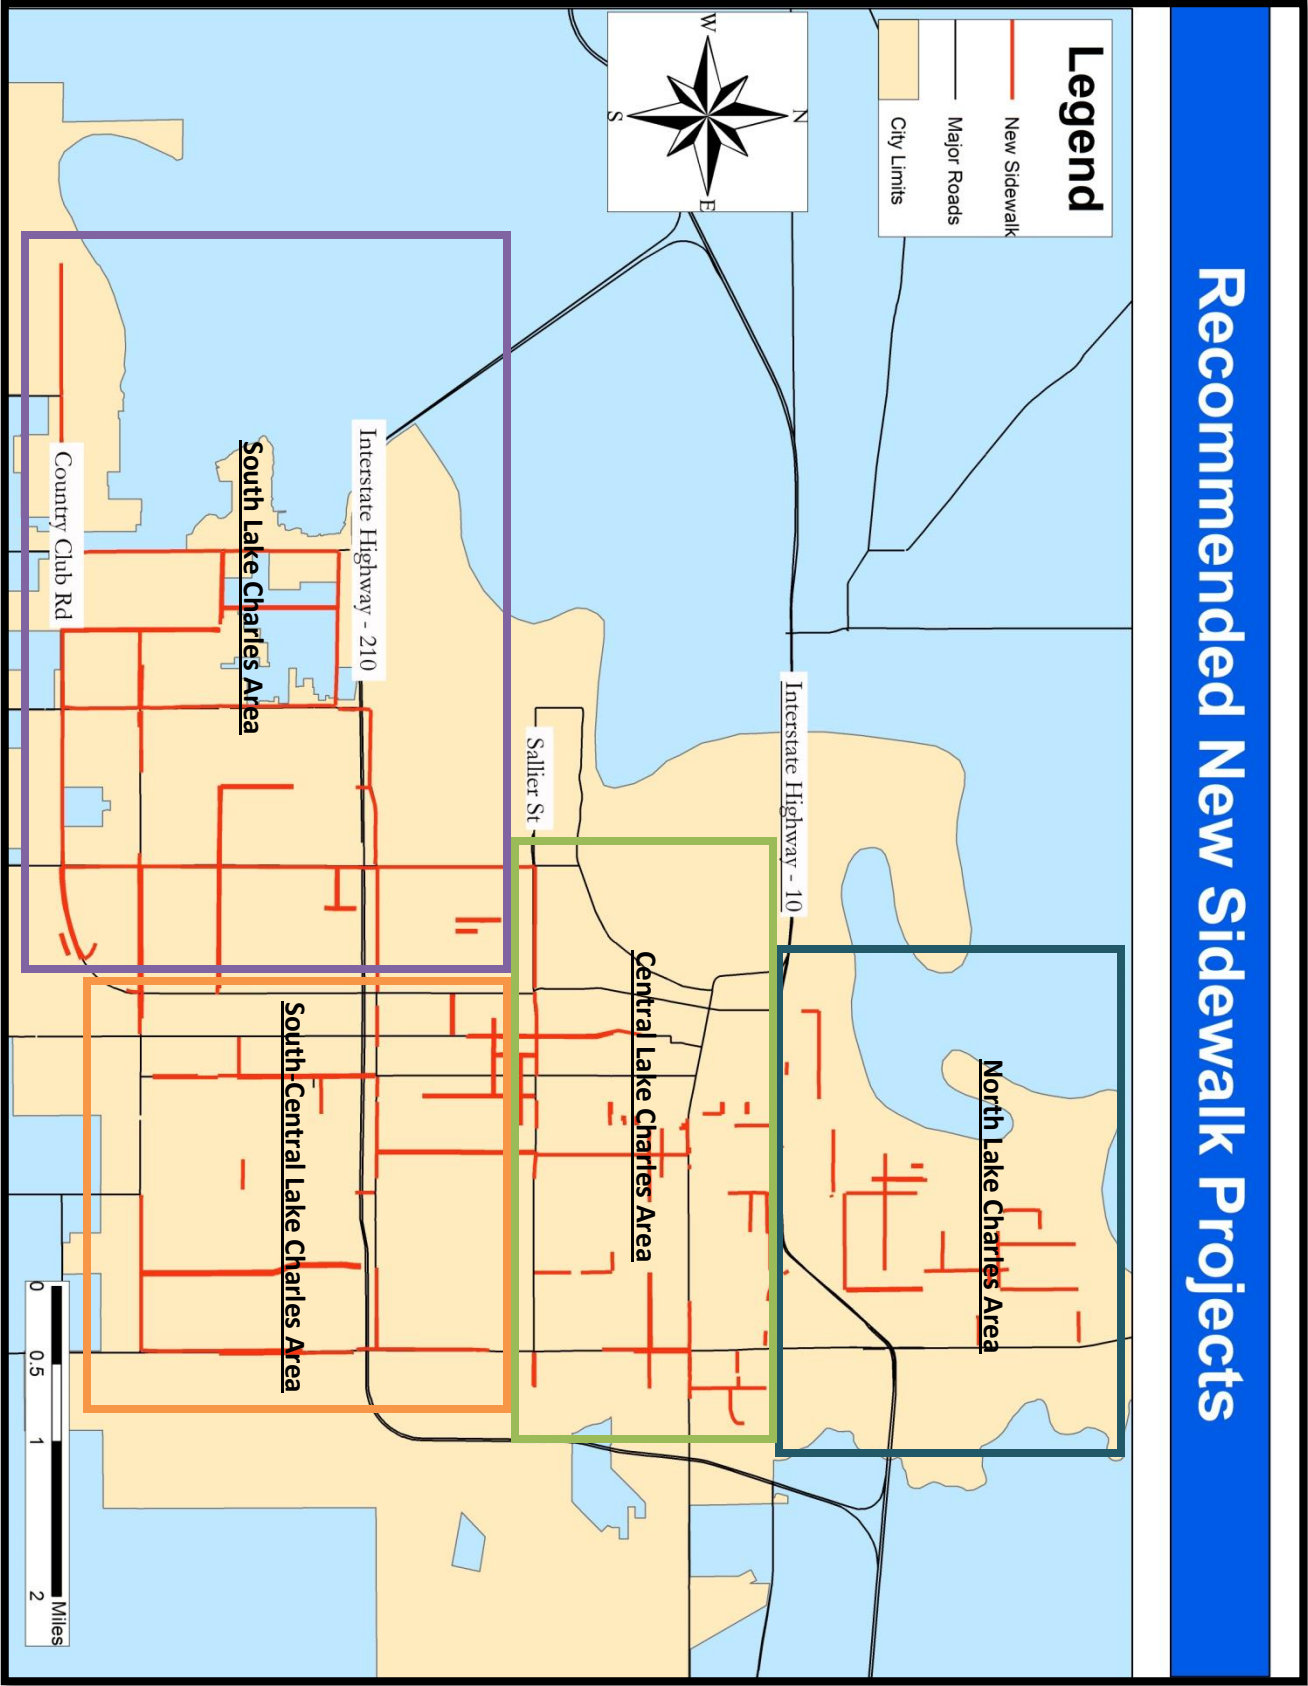 Recommended New Sidewalk Projects
Legend
New Sidewalk
Major Roads
City Limits
N
W
E
S
North Lake Charles Area
Interstate Highway - 10
Central Lake Charles Area
Sallier St
Interstate Highway - 210
South Lake Charles Area
South-Central Lake Charles Area
Country Club Rd
0 0.5 1 2
Miles